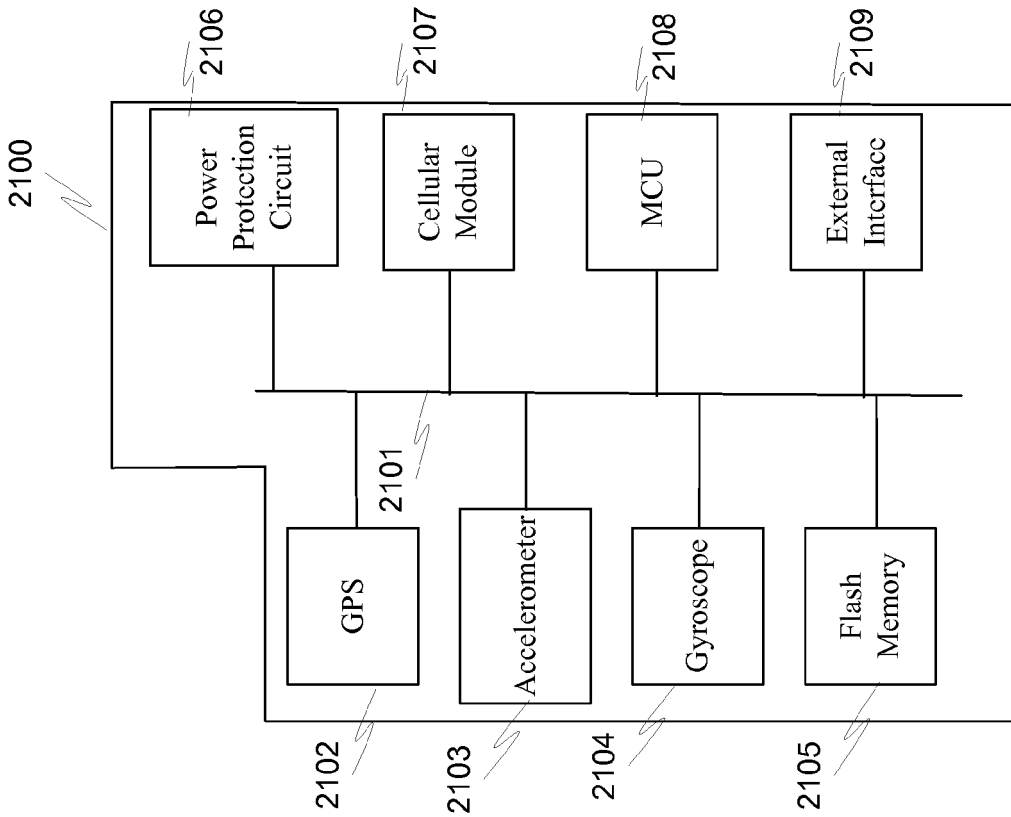 2100
Power
Protection
Circuit
2106
Cellular
Module
2107
MCU
2108
External
Interface
2109
2101
GPS
2102
Accelerometer
2103
Gyroscope
2104
Flash
Memory
2105